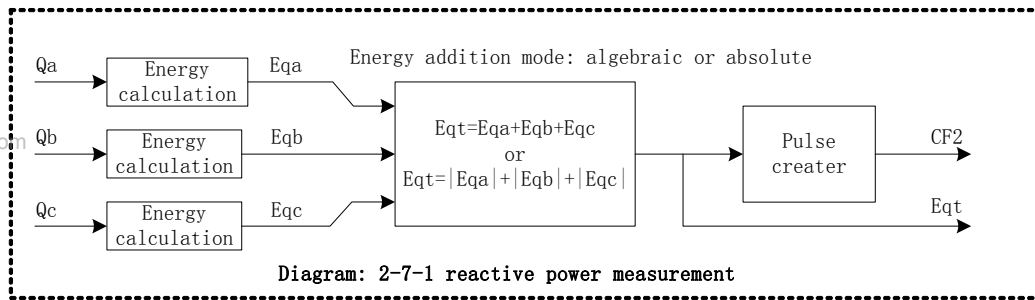 Energy addition mode: algebraic or absolute
Qa
Energy
calculation
Eqa
Qb
Energy
calculation
Eqb
Qc
Energy
calculation
Eqc
Eqt=Eqa+Eqb+Eqc
or
Eqt=|Eqa|+|Eqb|+|Eqc|
Pulse
creater
CF2
Eqt
om
Diagram: 2-7-1 reactive power measurement